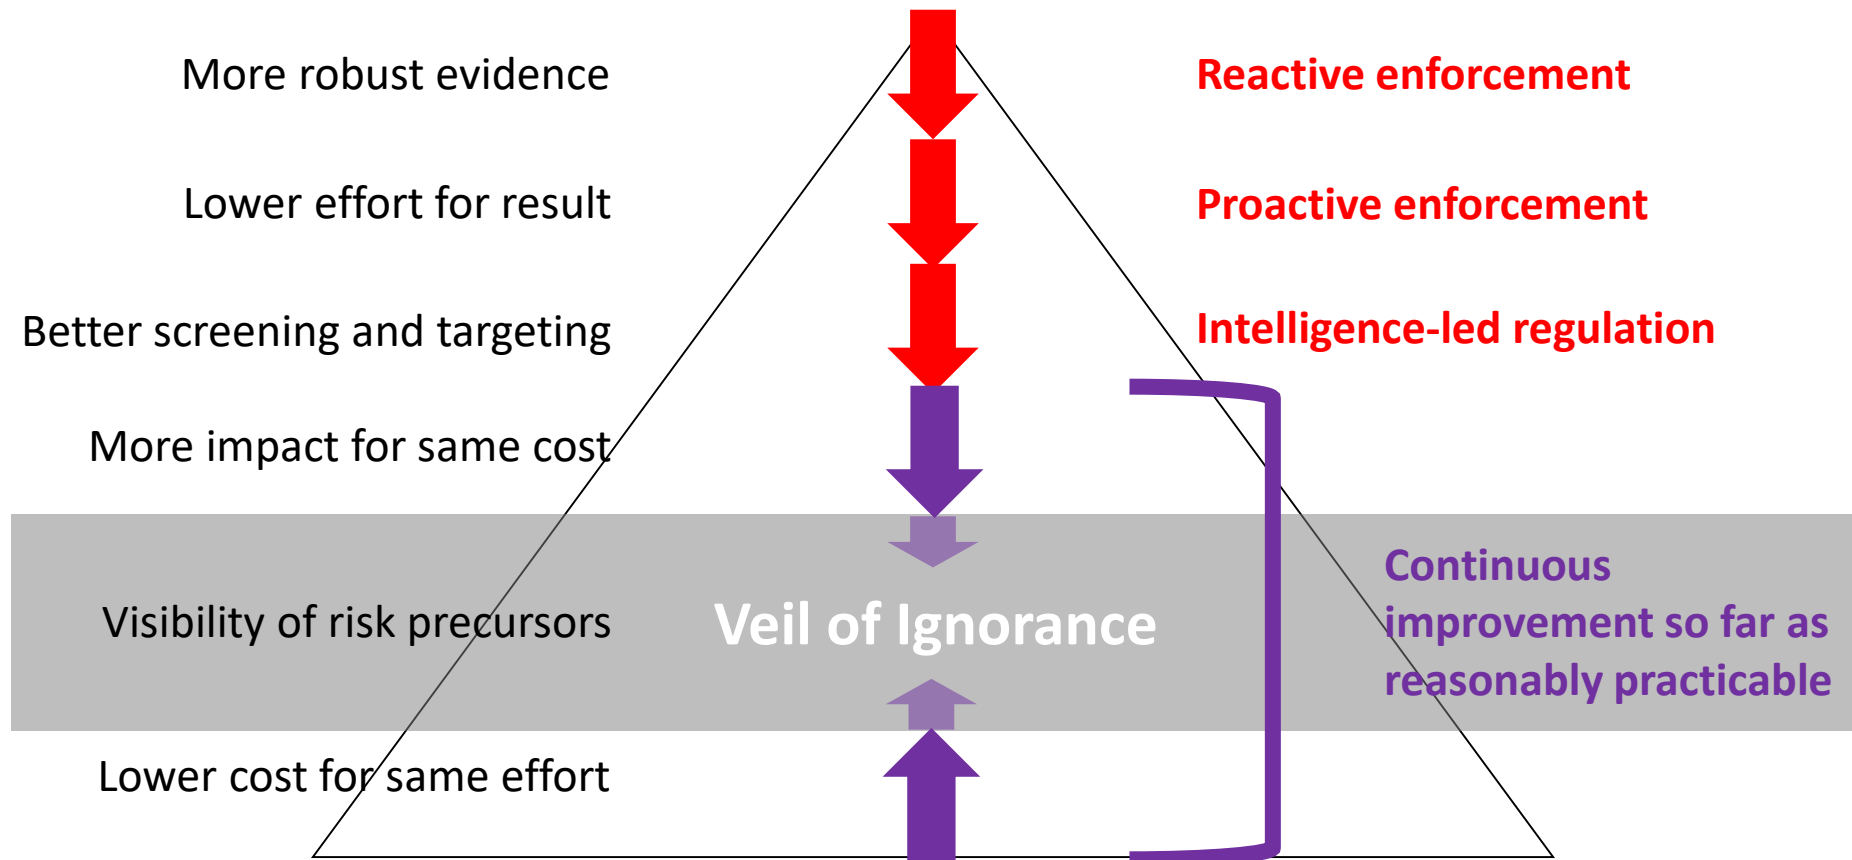 More robust evidence
Reactive enforcement
Lower effort for result
Proactive enforcement
Better screening and targeting
Intelligence-led regulation
More impact for same cost
Visibility of risk precursors
Veil of Ignorance
Continuous
improvement so far as
reasonably practicable
Lower cost for same effort